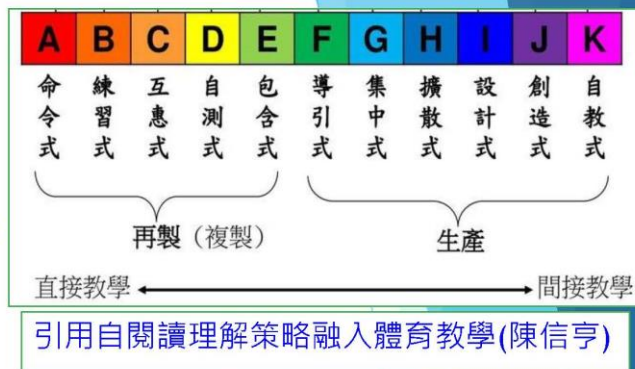 A B C D E F G H I J K
命令式 練習式 互惠式 自測式 包含式 導引式 集中式 擴散式 設計式 創造式 自教式
再製（複製） 生產
直接教學 間接教學
引用自閱讀理解策略融入體育教學(陳信亨)